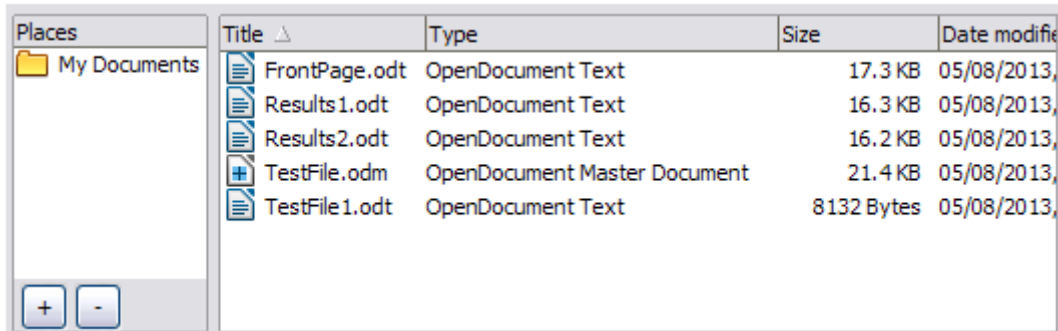 Places
My Documents
+ -
Title Type Size Date modifie
FrontPage.odt OpenDocument Text 17.3 KB 05/08/2013,
Results1.odt OpenDocument Text 16.3 KB 05/08/2013,
Results2.odt OpenDocument Text 16.2 KB 05/08/2013,
TestFile.odm OpenDocument Master Document 21.4 KB 05/08/2013,
TestFile1.odt OpenDocument Text 8132 Bytes 05/08/2013,